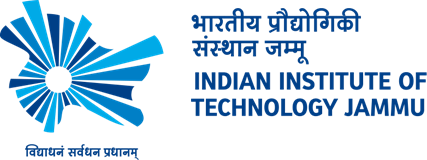 भारतीय प्रौद्योगिकी
संस्थान जम्मू
INDIAN INSTITUTE OF
TECHNOLOGY JAMMU
विद्याधनं सर्वधन प्रधानम्